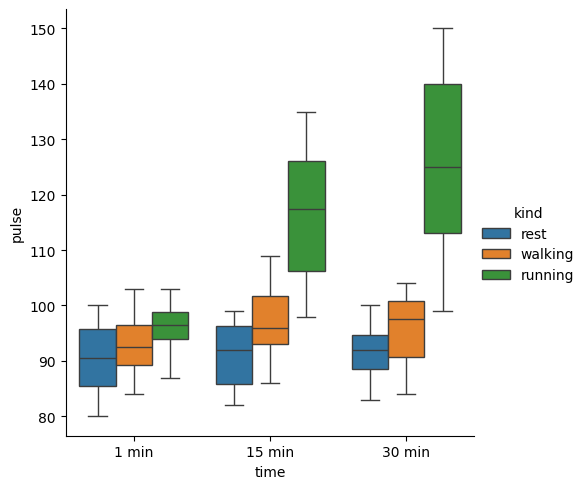 150
140
130
120
110
100
90
80
pulse
1 min
15 min
30 min
time
kind
rest
walking
running